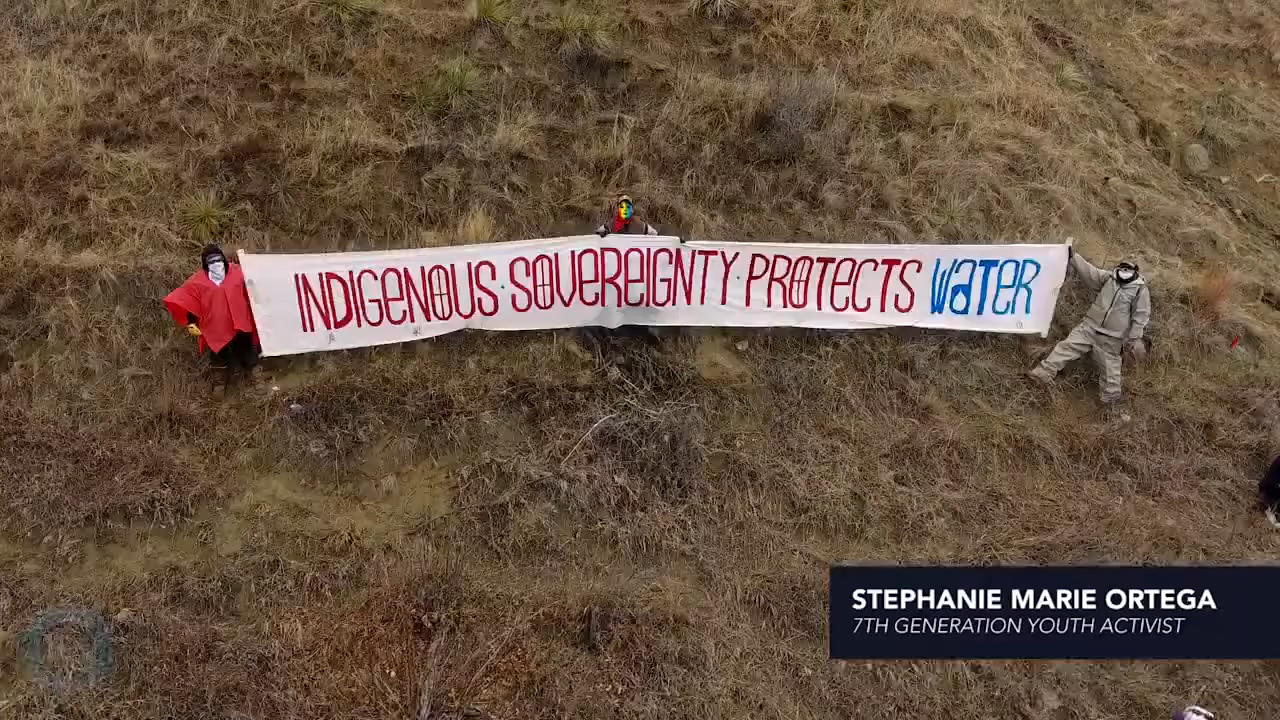 INDIGENOUS · SOVEREIGNTY · PROTECTS WATER
STEPHANIE MARIE ORTEGA
7TH GENERATION YOUTH ACTIVIST